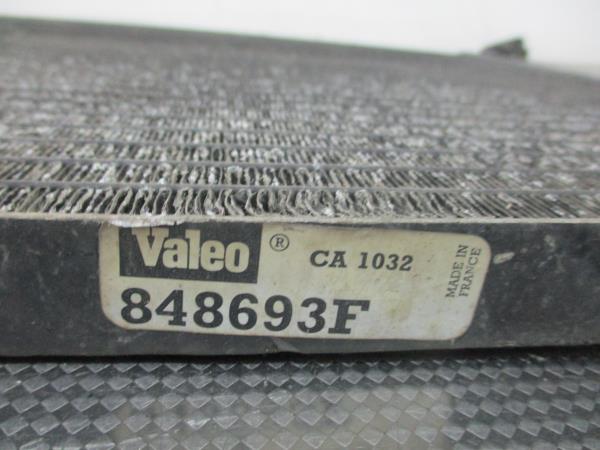 Valeo ® CA 1032
848693F
MADE IN
FRANCE